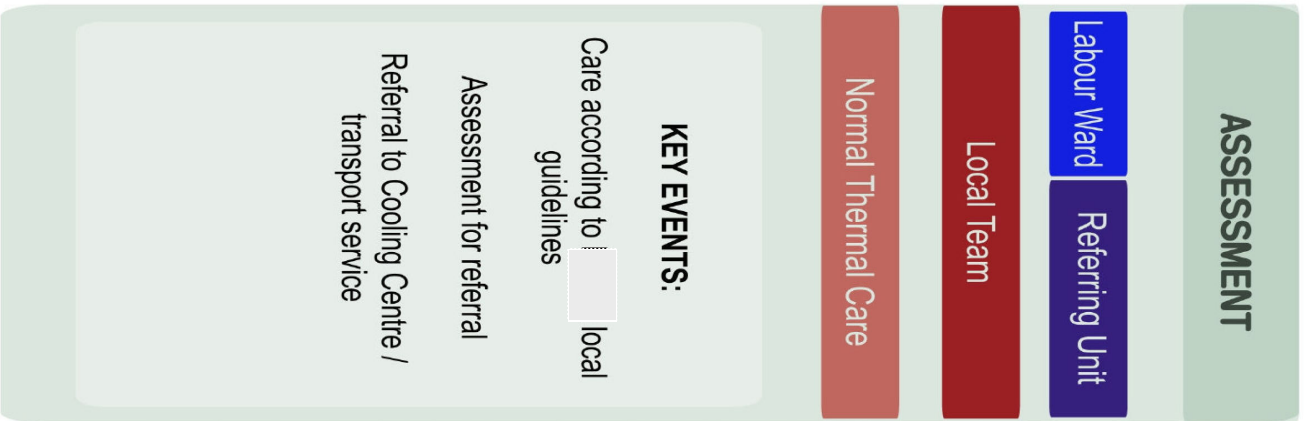 ASSESSMENT
Labour Ward
Referring Unit
Local Team
Normal Thermal Care
KEY EVENTS:
Care according to local
guidelines
Assessment for referral
Referral to Cooling Centre /
transport service